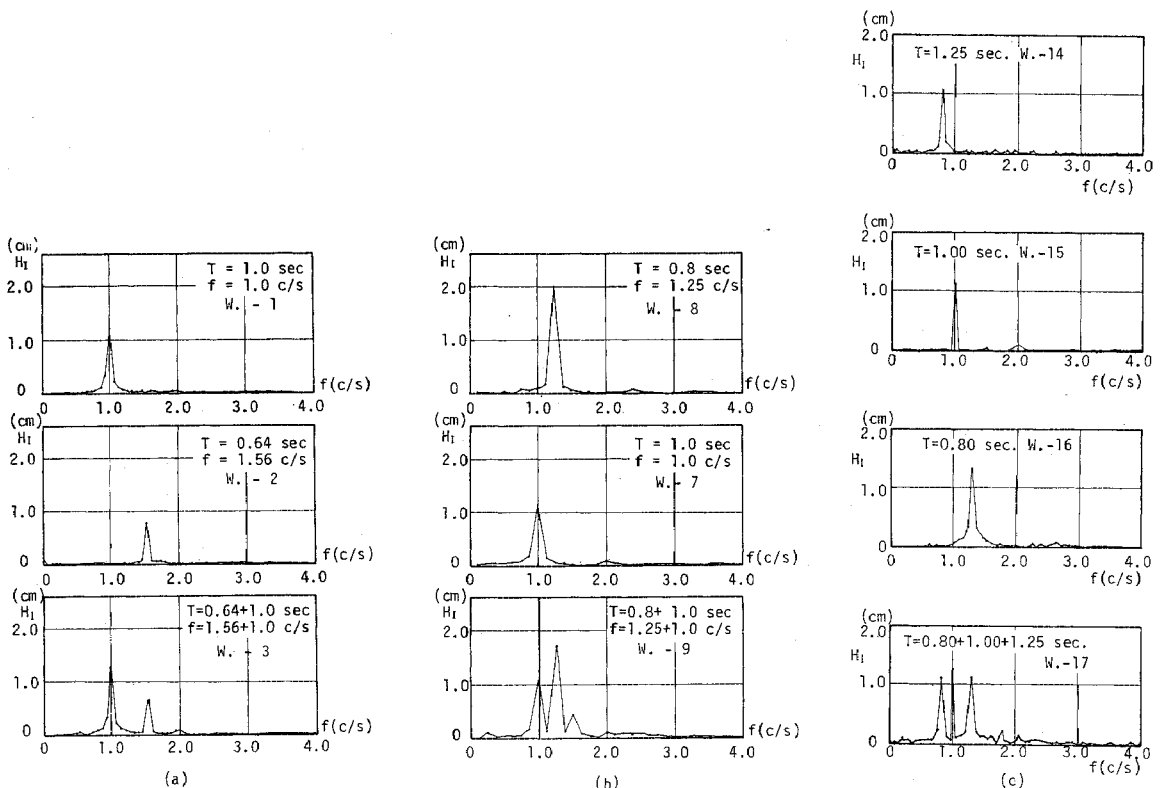 (cm)
H_I
2.0
1.0
0
T = 1.0 sec
f = 1.0 c/s
W. - 1
f(c/s)
0 1.0 2.0 3.0 4.0
(cm)
H_I
2.0
1.0
0
T = 0.64 sec
f = 1.56 c/s
W. - 2
f(c/s)
0 1.0 2.0 3.0 4.0
(cm)
H_I
2.0
1.0
0
T=0.64+1.0 sec
f=1.56+1.0 c/s
W. - 3
f(c/s)
0 1.0 2.0 3.0 4.0
(a)
(cm)
H_I
2.0
1.0
0
T = 0.8 sec
f = 1.25 c/s
W. - 8
f(c/s)
0 1.0 2.0 3.0 4.0
(cm)
H_I
2.0
1.0
0
T = 1.0 sec
f = 1.0 c/s
W. - 7
f(c/s)
0 1.0 2.0 3.0 4.0
(cm)
H_I
2.0
1.0
0
T=0.8+ 1.0 sec
f=1.25+1.0 c/s
W. - 9
f(c/s)
0 1.0 2.0 3.0 4.0
(b)
(cm)
2.0
H_I
1.0
0
T=1.25 sec. W.-14
0 1.0 2.0 3.0 4.0
f(c/s)
(cm)
2.0
H_I
1.0
0
T=1.00 sec. W.-15
0 1.0 2.0 3.0 4.0
f(c/s)
(cm)
2.0
H_I
1.0
0
T=0.80 sec. W.-16
0 1.0 2.0 3.0 4.0
f(c/s)
(cm)
2.0
H_I
1.0
0
T=0.80+1.00+1.25 sec.
W.-17
0 1.0 2.0 3.0 4.0
f(c/s)
(c)